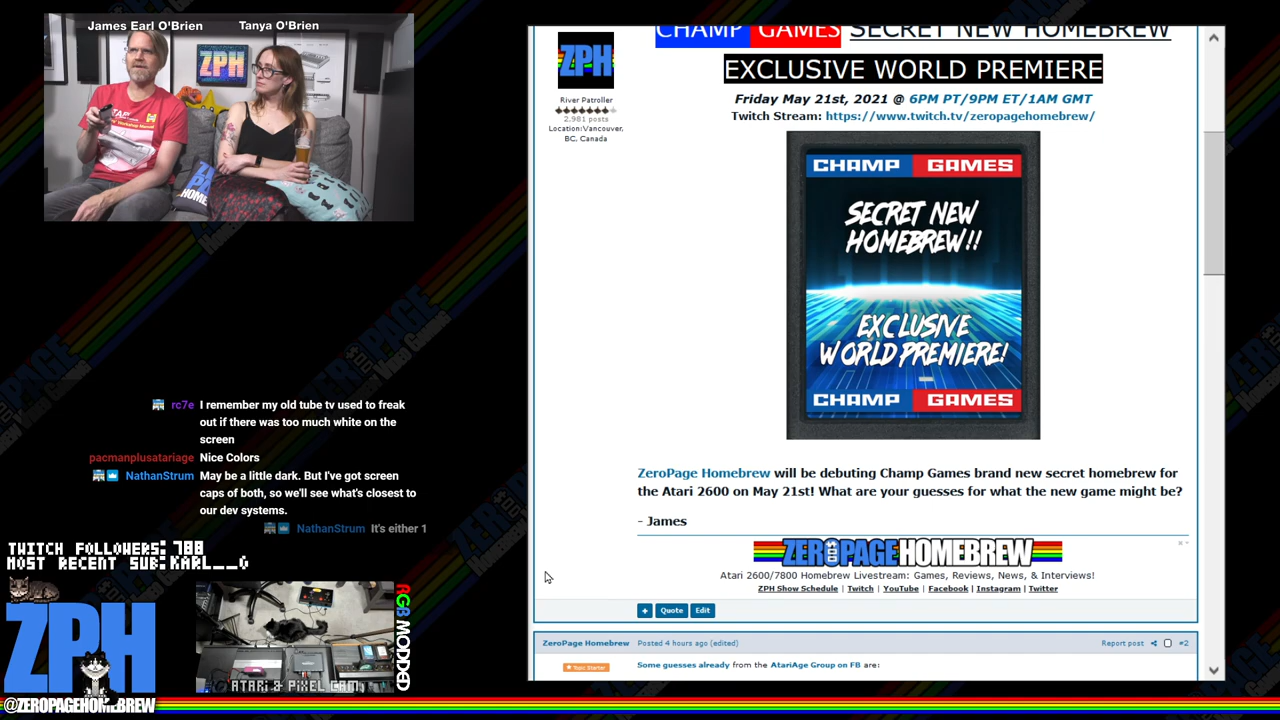 James Earl O'Brien
Tanya O'Brien
ZPH
rc7e I remember my old tube tv used to freak
out if there was too much white on the
screen
pacmanplusatariage Nice Colors
NathanStrum May be a little dark. But I've got screen
caps of both, so we'll see what's closest to
our dev systems.
NathanStrum It's either 1
TWITCH FOLLOWERS: 788
MOST RECENT SUB: KARL__G
ZPH
@ZEROPAGEHOMEBREW
ATARI & PIXEL CAM
RGB MODDED
CHAMP GAMES SECRET NEW HOMEBREW
EXCLUSIVE WORLD PREMIERE
Friday May 21st, 2021 @ 6PM PT/9PM ET/1AM GMT
Twitch Stream: https://www.twitch.tv/zeropagehomebrew/
ZPH
River Patroller
2,981 posts
Location:Vancouver,
BC, Canada
CHAMP GAMES
SECRET NEW
HOMEBREW!!
EXCLUSIVE
WORLD PREMIERE!
CHAMP GAMES
ZeroPage Homebrew will be debuting Champ Games brand new secret homebrew for
the Atari 2600 on May 21st! What are your guesses for what the new game might be?
- James
ZEROPAGEHOMEBREW
Atari 2600/7800 Homebrew Livestream: Games, Reviews, News, & Interviews!
ZPH Show Schedule | Twitch | YouTube | Facebook | Instagram | Twitter
+ Quote Edit
ZeroPage Homebrew Posted 4 hours ago (edited) Report post #2
Topic Starter
Some guesses already from the AtariAge Group on FB are: